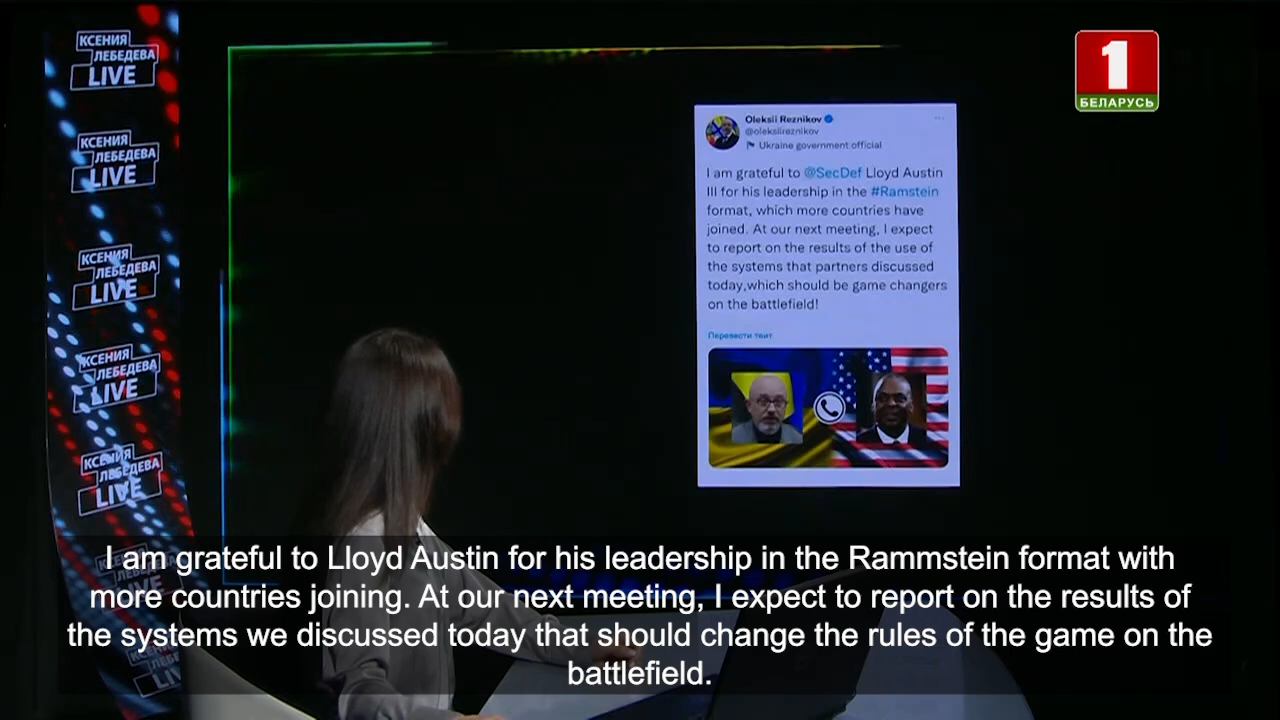 КСЕНИЯ
ЛЕБЕДЕВА
LIVE
КСЕНИЯ
ЛЕБЕДЕВА
LIVE
КСЕНИЯ
ЛЕБЕДЕВА
LIVE
КСЕНИЯ
ЛЕБЕДЕВА
LIVE
КСЕНИЯ
ЛЕБЕДЕВА
LIVE
1
БЕЛАРУСЬ
Oleksii Reznikov
@oleksiireznikov
Ukraine government official
I am grateful to @SecDef Lloyd Austin
III for his leadership in the #Ramstein
format, which more countries have
joined. At our next meeting, I expect
to report on the results of the use of
the systems that partners discussed
today,which should be game changers
on the battlefield!
Перевести твит
I am grateful to Lloyd Austin for his leadership in the Rammstein format with
more countries joining. At our next meeting, I expect to report on the results of
the systems we discussed today that should change the rules of the game on the
battlefield.